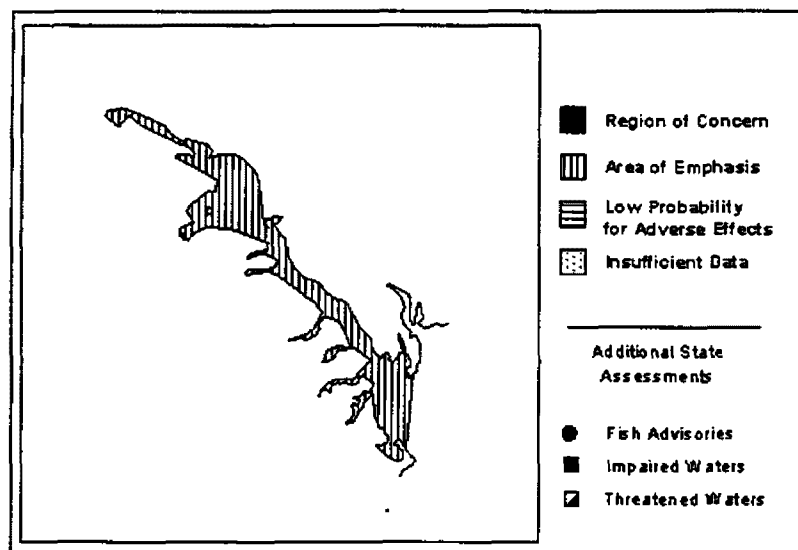 Region of Concern
Area of Emphasis
Low Probability
for Adverse Effects
Insufficient Data
Additional State
Assessments
Fish Advisories
Impaired Waters
Threatened Waters